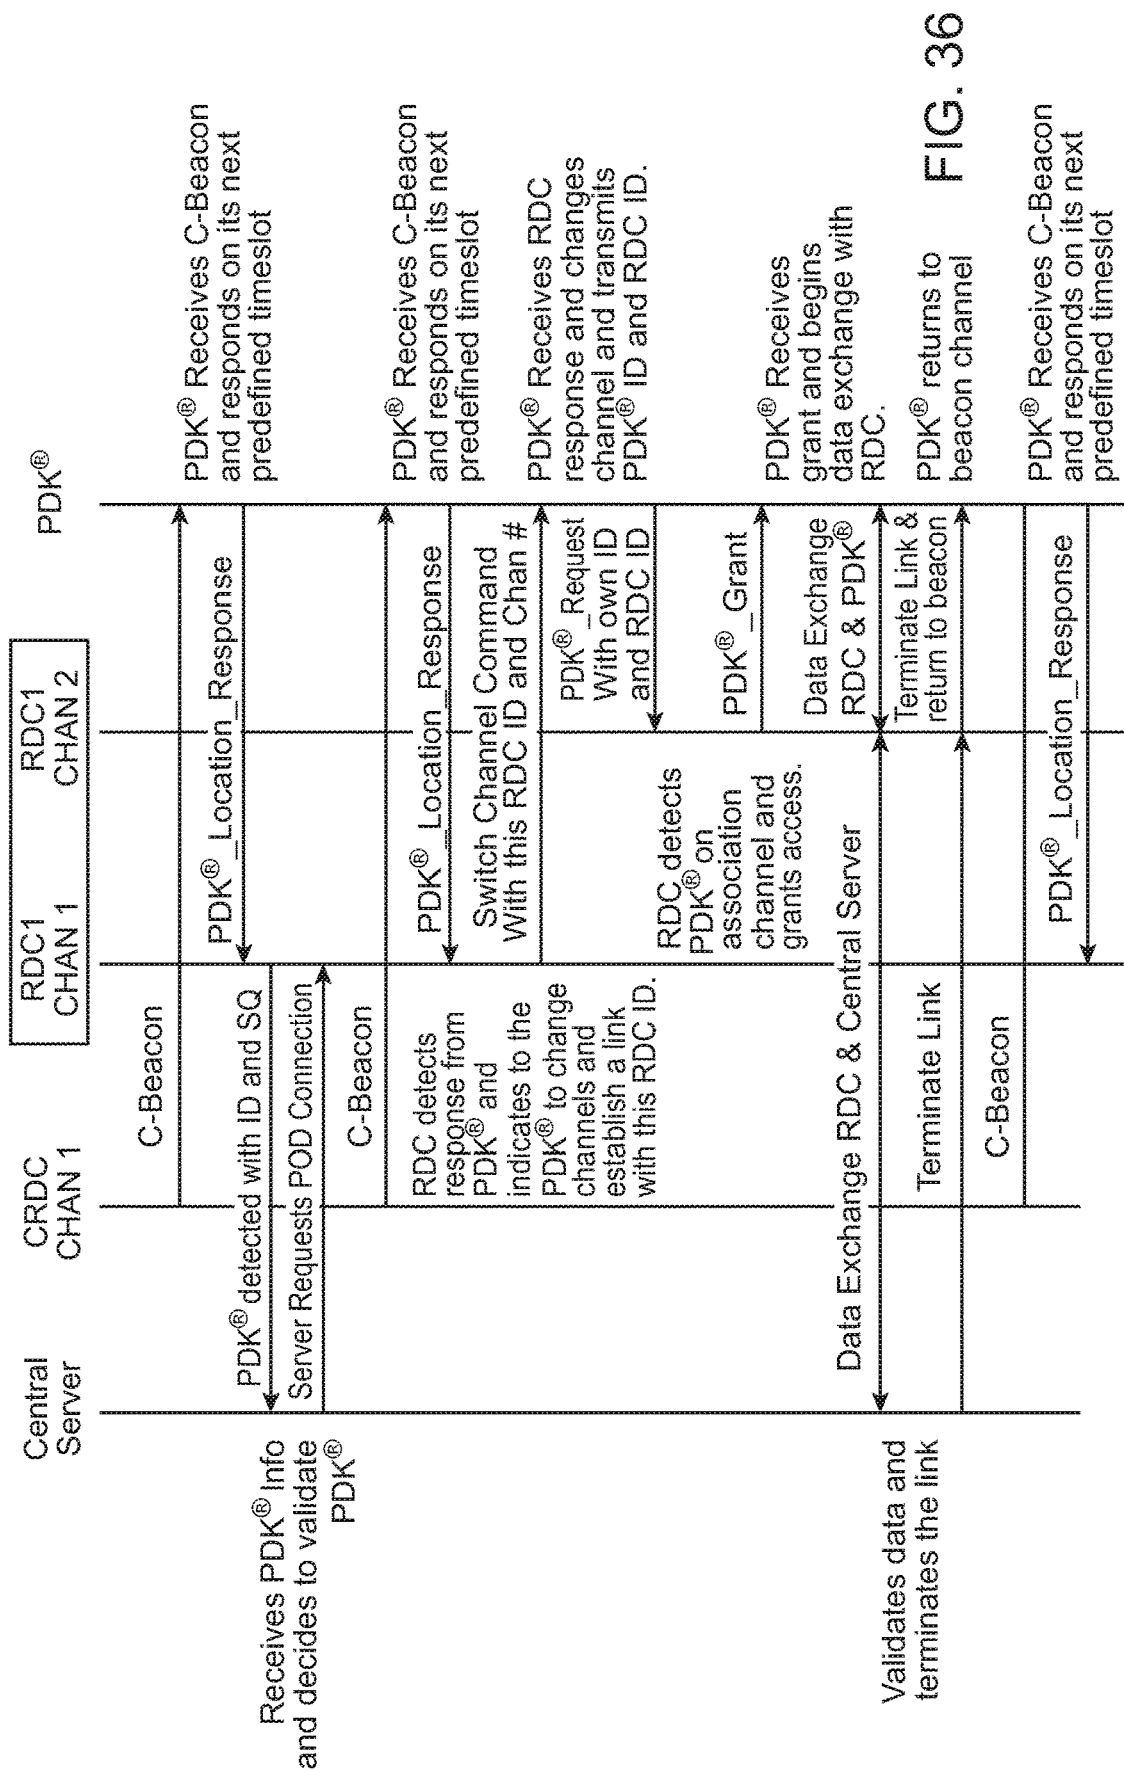 Central
Server
CRDC
CHAN 1
RDC1
CHAN 1
RDC1
CHAN 2
PDK®
C-Beacon
PDK® Receives C-Beacon
and responds on its next
predefined timeslot
PDK®_Location_Response
PDK® detected with ID and SQ
Receives PDK® Info
and decides to validate
PDK®
Server Requests POD Connection
C-Beacon
PDK® Receives C-Beacon
and responds on its next
predefined timeslot
PDK®_Location_Response
RDC detects
response from
PDK® and
indicates to the
PDK® to change
channels and
establish a link
with this RDC ID.
Switch Channel Command
With this RDC ID and Chan #
PDK® Receives RDC
response and changes
channel and transmits
PDK® ID and RDC ID.
PDK®_Request
With own ID
and RDC ID
RDC detects
PDK® on
association
channel and
grants access.
PDK®_Grant
PDK® Receives
grant and begins
data exchange with
RDC.
Data Exchange RDC & Central Server
Data Exchange
RDC & PDK®
Validates data and
terminates the link
Terminate Link
Terminate Link &
return to beacon
PDK® returns to
beacon channel
C-Beacon
PDK® Receives C-Beacon
and responds on its next
predefined timeslot
PDK®_Location_Response
FIG. 36